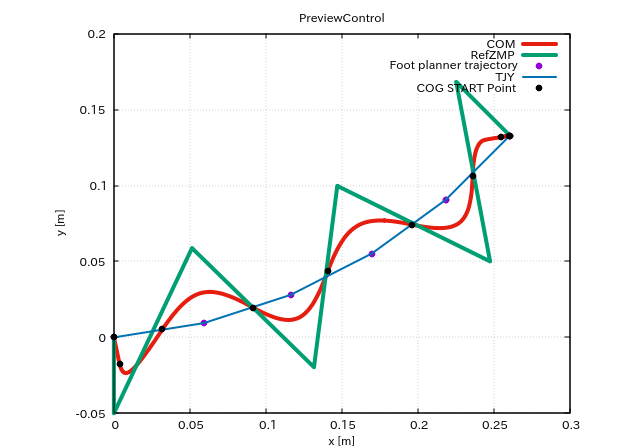 PreviewControl
COM
RefZMP
Foot planner trajectory
TJY
COG START Point
0.2
0.15
0.1
0.05
0
-0.05
y [m]
0
0.05
0.1
0.15
0.2
0.25
0.3
x [m]